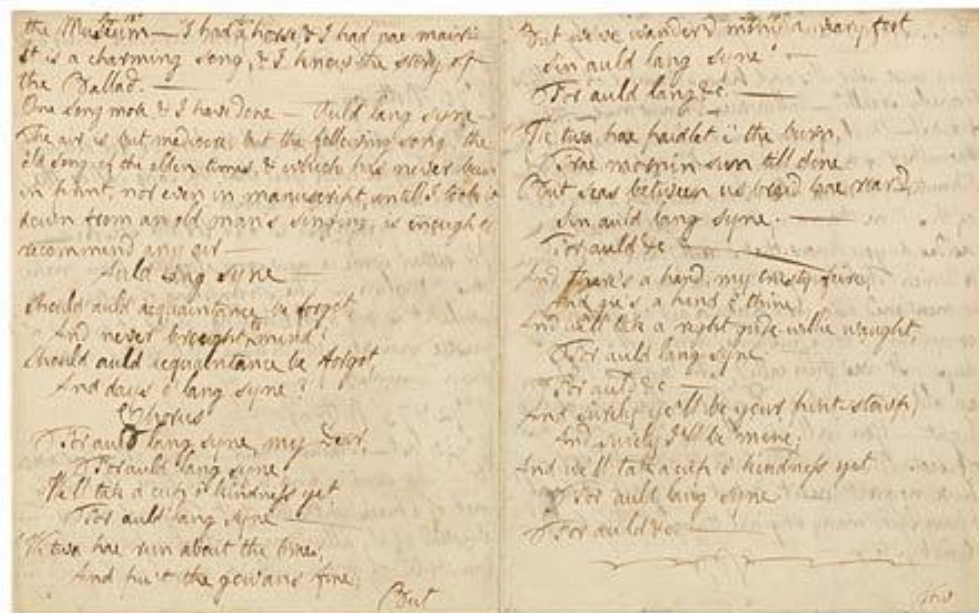 the Museum — I had a horse, & I had nae mair —
It is a charming song, & I know the story of
the Ballad. —
One song more & I have done — Auld lang syne —
The air is but mediocre; but the following song, the
old song of the olden times, & which has never been
in print, nor even in manuscript, untill I took it
down from an old man's singing, is enough to
recommend any air —
Auld lang syne —
Should auld acquaintance be forgot,
And never brought to mind?
Should auld acquaintance be forgot,
And days o' lang syne?
Chorus
For auld lang syne, my Dear,
For auld lang syne,
We'll tak a cup o' kindness yet
For auld lang syne —
We twa hae run about the braes,
And pu't the gowans fine;
But
But we've wander'd mony a weary foot
Sin auld lang syne. —
For auld lang &c —
We twa hae paidlet i' the burn,
Frae mornin sun till dine
But seas between us braid hae roar'd,
Sin auld lang syne. —
For auld &c —
And there's a hand, my trusty fiere,
And gie's a hand o' thine;
And we'll tak a right gude-willie waught,
For auld lang syne
For auld &c —
And surely ye'll be your pint-stowp,
And surely I'll be mine;
And we'll tak a cup o' kindness yet
For auld lang syne
For auld &c —
Now